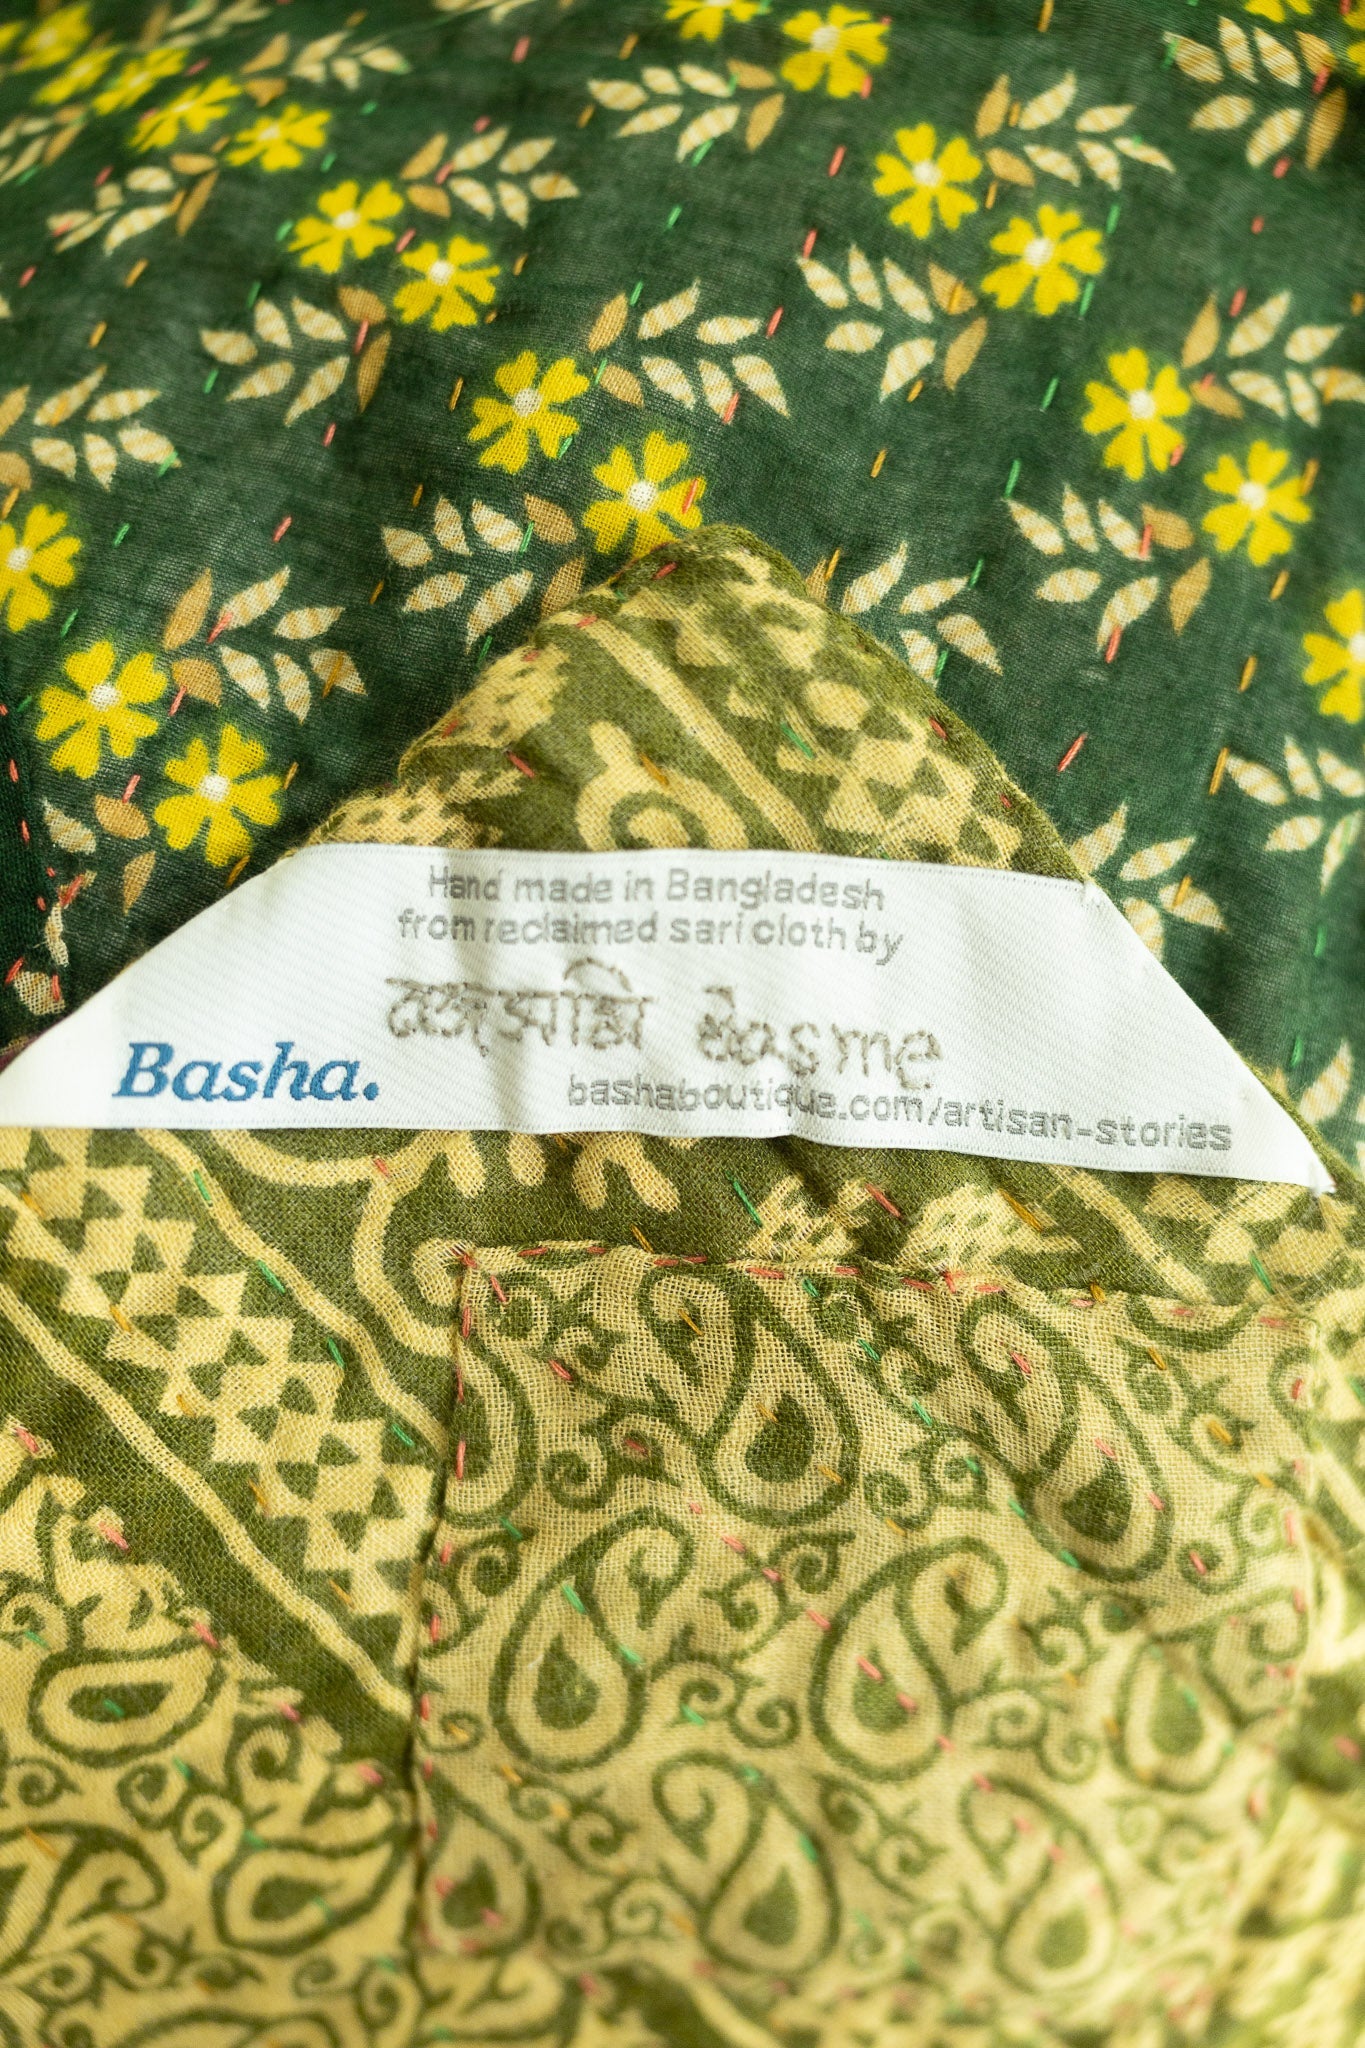 Hand made in Bangladesh
from reclaimed sari cloth by
Basha.
bashaboutique.com/artisan-stories